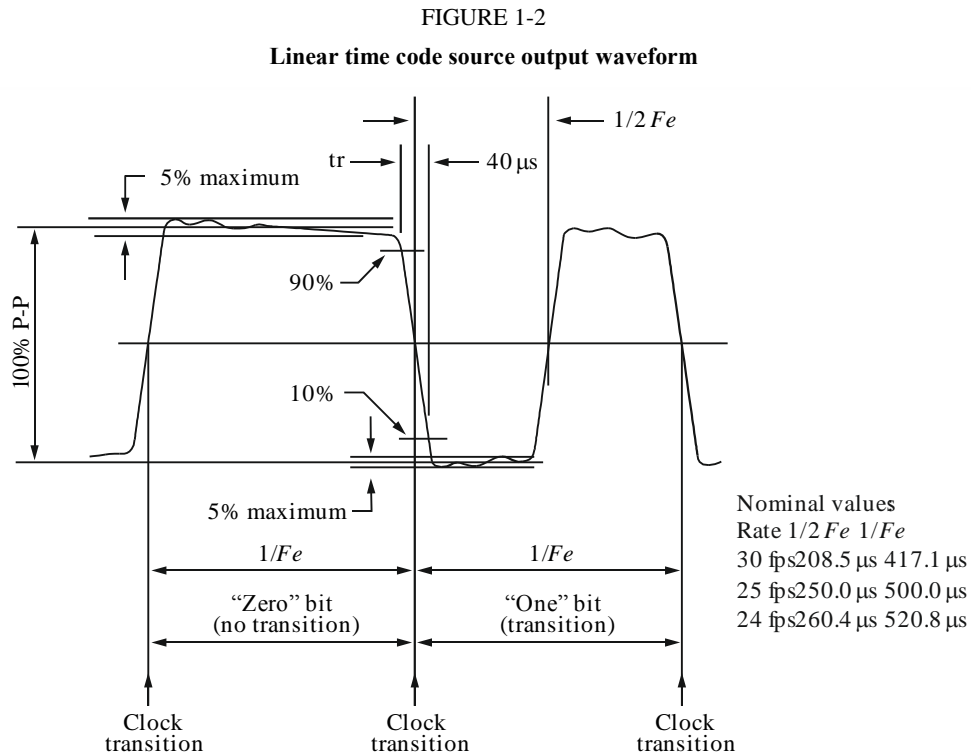 FIGURE 1-2
Linear time code source output waveform
1/2 Fe
tr
40 µs
5% maximum
90%
100% P-P
10%
5% maximum
Nominal values
Rate 1/2 Fe 1/Fe
30 fps208.5 µs 417.1 µs
25 fps250.0 µs 500.0 µs
24 fps260.4 µs 520.8 µs
1/Fe
1/Fe
“Zero” bit
(no transition)
“One” bit
(transition)
Clock
transition
Clock
transition
Clock
transition